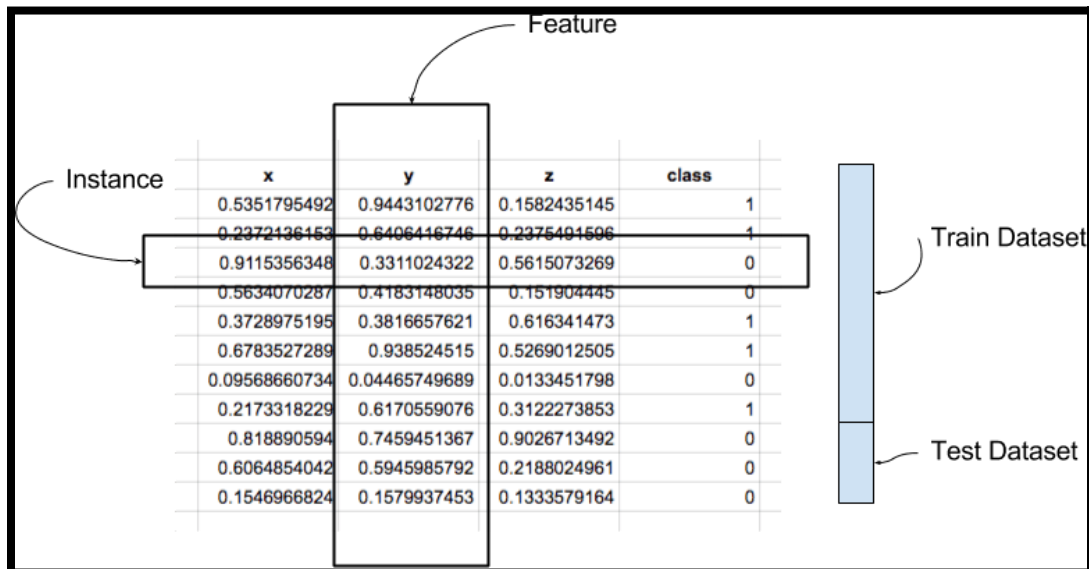 Feature
Instance
x y z class
0.5351795492 0.9443102776 0.1582435145 1
0.2372136153 0.6406416746 0.2375491596 1
0.9115356348 0.3311024322 0.5615073269 0
0.5634070287 0.4183148035 0.151904445 0
0.3728975195 0.3816657621 0.616341473 1
0.6783527289 0.938524515 0.5269012505 1
0.09568660734 0.04465749689 0.0133451798 0
0.2173318229 0.6170559076 0.3122273853 1
0.818890594 0.7459451367 0.9026713492 0
0.6064854042 0.5945985792 0.2188024961 0
0.1546966824 0.1579937453 0.1333579164 0
Train Dataset
Test Dataset